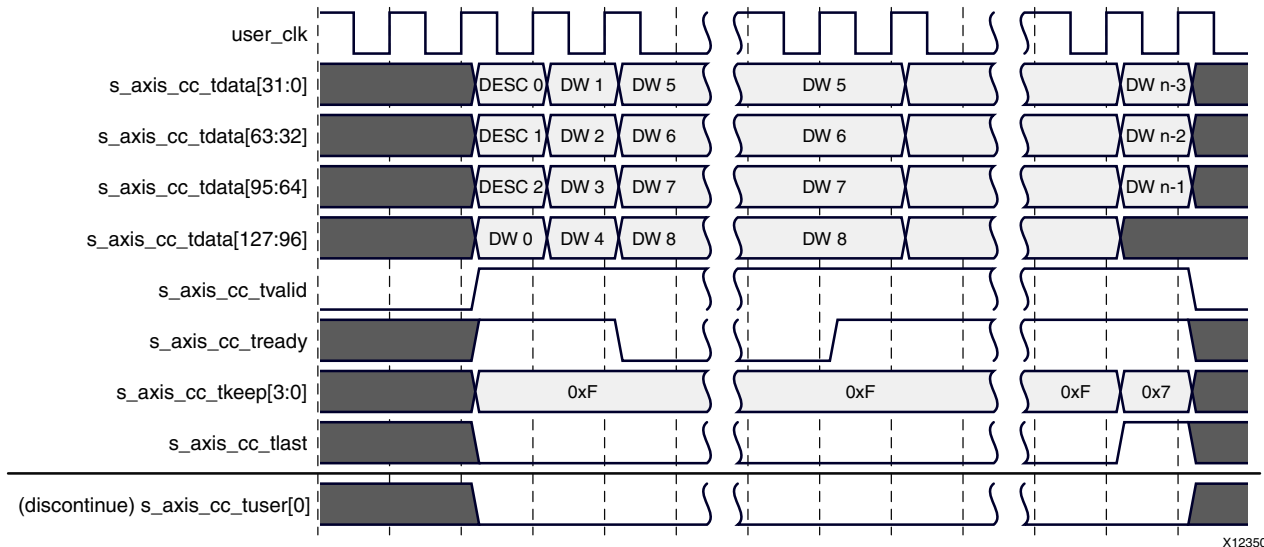 user_clk
s_axis_cc_tdata[31:0] DESC 0 DW 1 DW 5 DW 5 DW n-3
s_axis_cc_tdata[63:32] DESC 1 DW 2 DW 6 DW 6 DW n-2
s_axis_cc_tdata[95:64] DESC 2 DW 3 DW 7 DW 7 DW n-1
s_axis_cc_tdata[127:96] DW 0 DW 4 DW 8 DW 8
s_axis_cc_tvalid
s_axis_cc_tready
s_axis_cc_tkeep[3:0] 0xF 0xF 0xF 0x7
s_axis_cc_tlast
(discontinue) s_axis_cc_tuser[0]
X12350